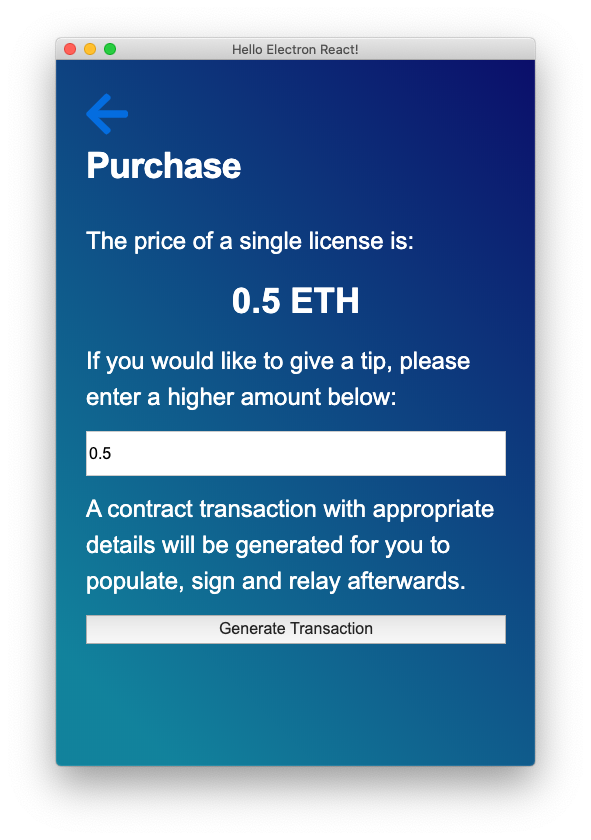 Hello Electron React!
Purchase
The price of a single license is:
0.5 ETH
If you would like to give a tip, please
enter a higher amount below:
0.5
A contract transaction with appropriate
details will be generated for you to
populate, sign and relay afterwards.
Generate Transaction